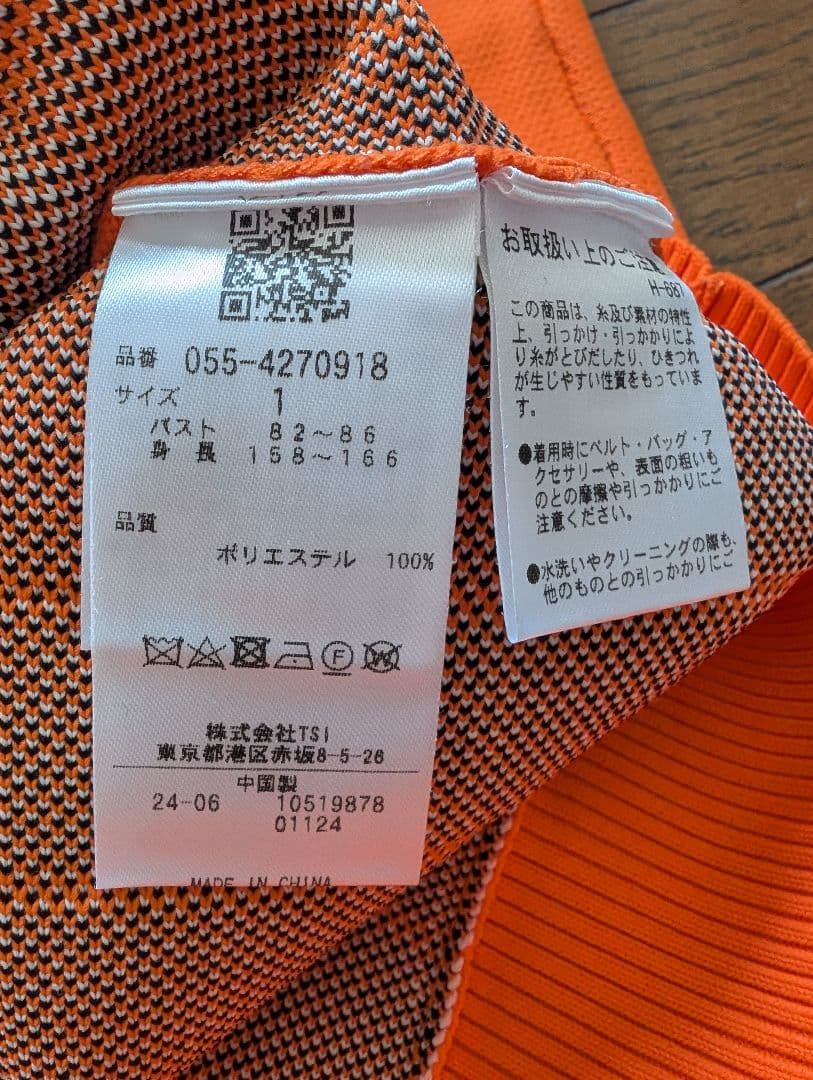 品番 055-4270918
サイズ 1
バスト 82～86
身長 158～166
品質
ポリエステル 100%
F
W
株式会社TSI
東京都港区赤坂8-5-26
中国製
24-06 10519878
01124
MADE IN CHINA
お取扱い上のご注意
H-687
この商品は、糸及び素材の特性
上、引っかけ・引っかかりによ
り糸がとびだしたり、ひきつれ
が生じやすい性質をもっていま
す。
●着用時にベルト・バッグ・ア
クセサリーや、表面の粗いも
のとの摩擦や引っかかりにご
注意ください。
●水洗いやクリーニングの際も、
他のものとの引っかかりにご